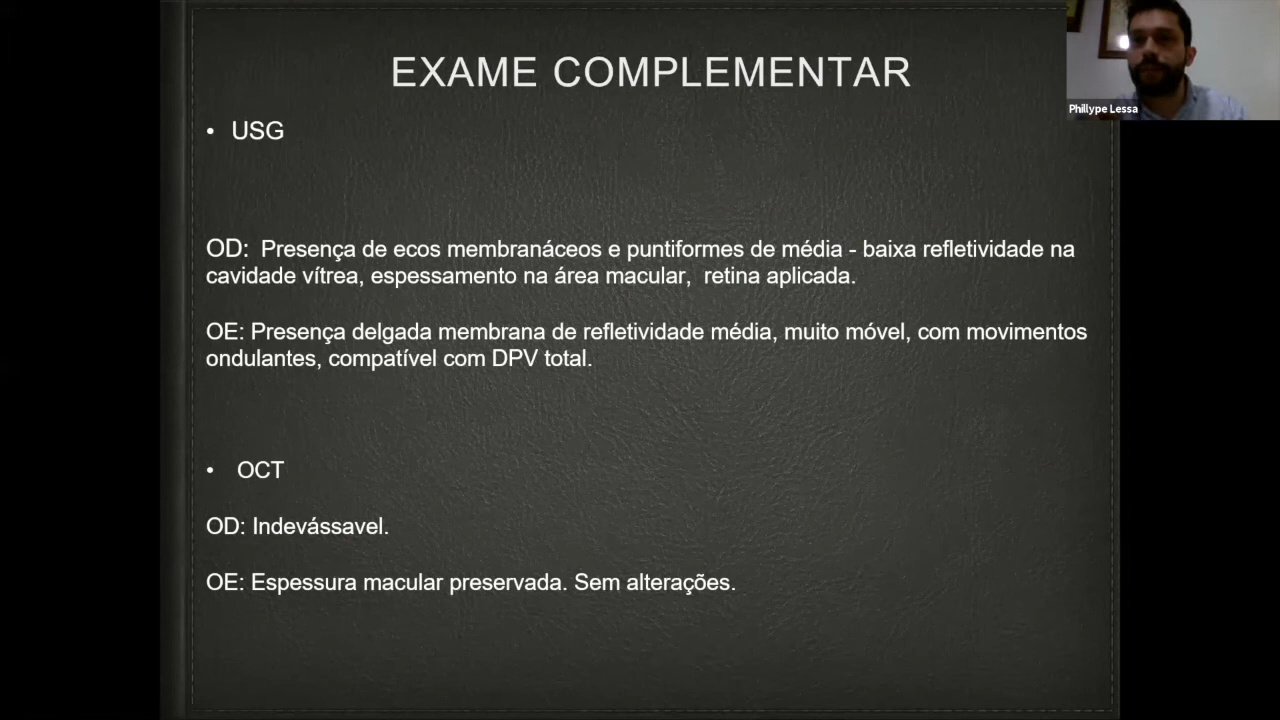 EXAME COMPLEMENTAR
Phillype Lessa
• USG
OD: Presença de ecos membranáceos e puntiformes de média - baixa refletividade na
cavidade vítrea, espessamento na área macular, retina aplicada.
OE: Presença delgada membrana de refletividade média, muito móvel, com movimentos
ondulantes, compatível com DPV total.
• OCT
OD: Indevássavel.
OE: Espessura macular preservada. Sem alterações.